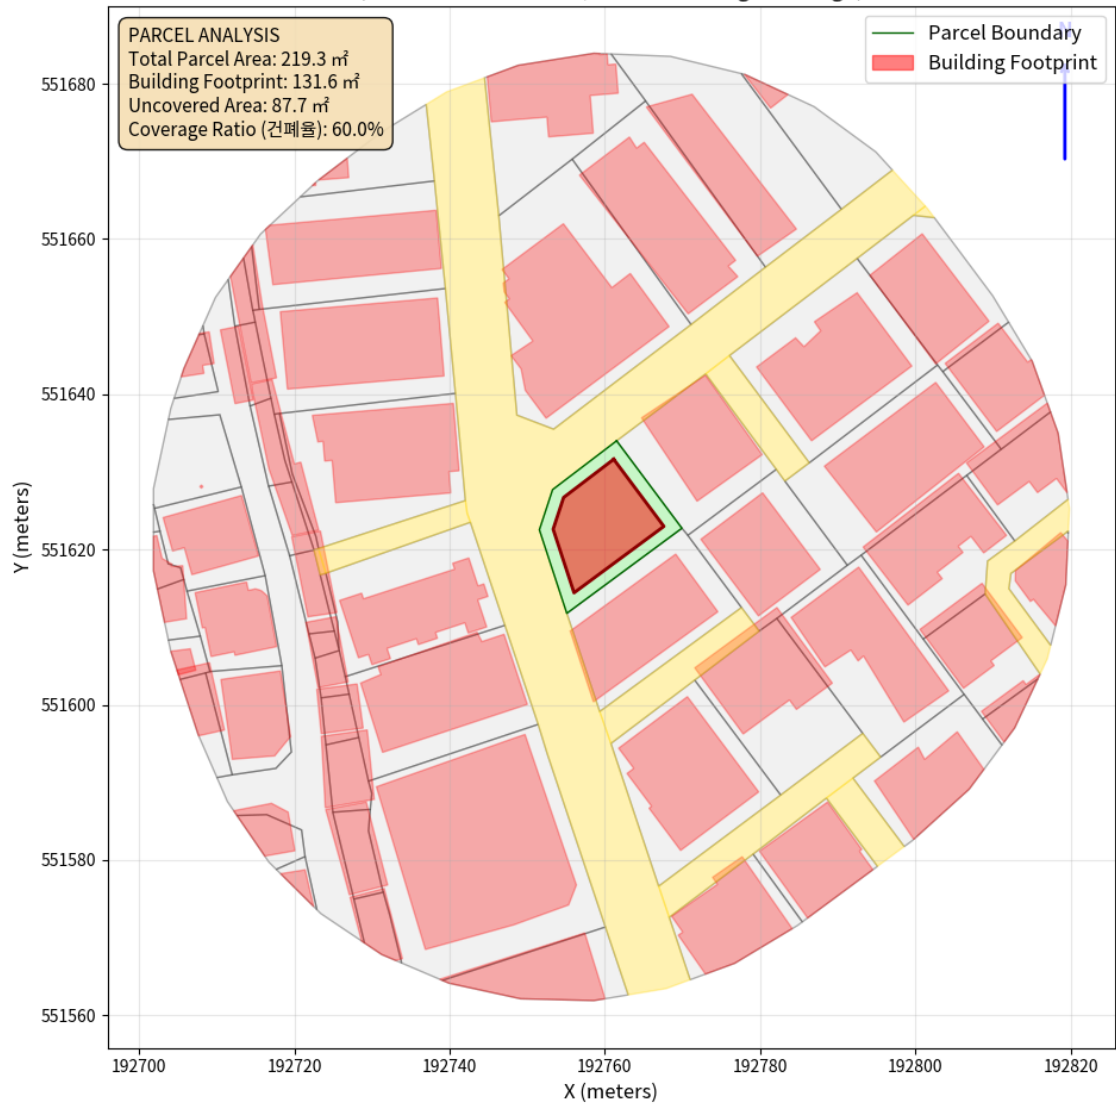 PARCEL ANALYSIS
Total Parcel Area: 219.3 ㎡
Building Footprint: 131.6 ㎡
Uncovered Area: 87.7 ㎡
Coverage Ratio (건폐율): 60.0%
N
Parcel Boundary
Building Footprint
551680
551660
551640
551620
551600
551580
551560
Y (meters)
192700
192720
192740
192760
192780
192800
192820
X (meters)